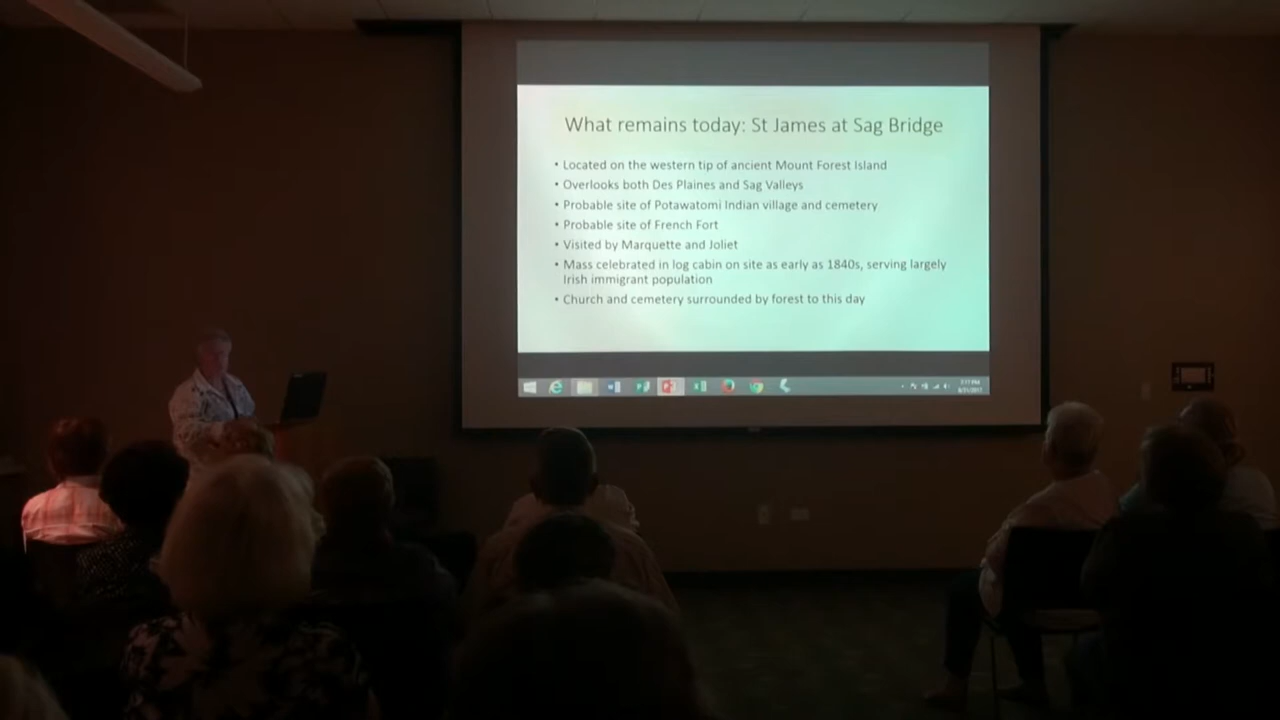 What remains today: St James at Sag Bridge
• Located on the western tip of ancient Mount Forest Island
• Overlooks both Des Plaines and Sag Valleys
• Probable site of Potawatomi Indian village and cemetery
• Probable site of French Fort
• Visited by Marquette and Joliet
• Mass celebrated in log cabin on site as early as 1840s, serving largely
Irish immigrant population
• Church and cemetery surrounded by forest to this day